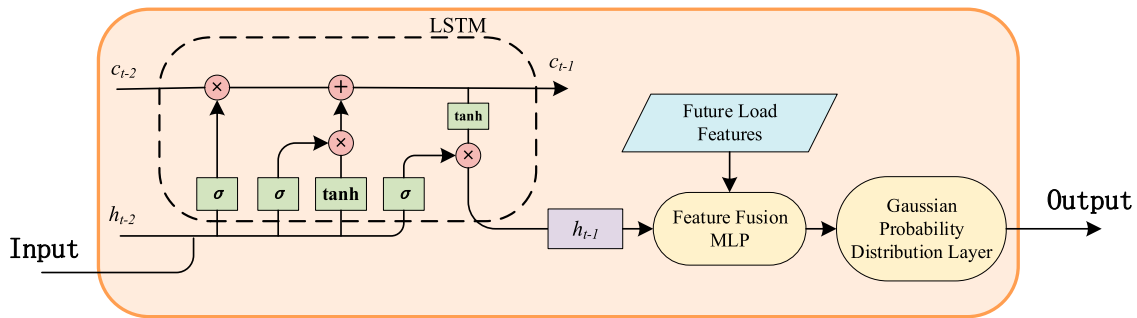 LSTM
c_{t-2}
c_{t-1}
×
+
tanh
Future Load
Features
×
×
σ
σ
tanh
σ
h_{t-2}
Input
h_{t-1}
Feature Fusion
MLP
Gaussian
Probability
Distribution Layer
Output